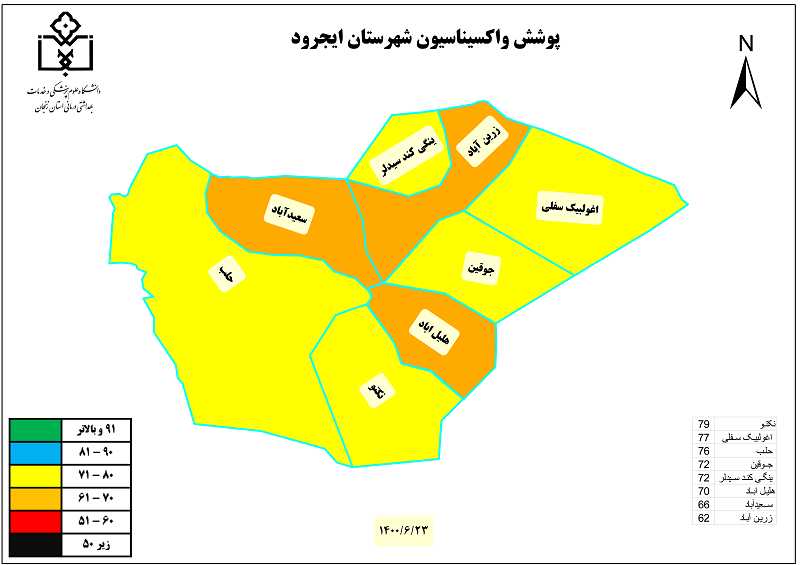 پوشش واکسیناسیون شهرستان ایجرود
N
دانشگاه علوم پزشکی و خدمات
بهداشتی درمانی استان زنجان
زرین آباد
ینگی کند سیدلر
اغولبیک سفلی
سعیدآباد
جوقین
حلب
هلیل اباد
نکتو
۹۱ و بالاتر
۸۱ - ۹۰
۷۱ - ۸۰
۶۱ - ۷۰
۵۱ - ۶۰
زیر ۵۰
۱۴۰۰/۶/۲۳
نکتو 79
اغولبیک سفلی 77
حلب 76
جوقین 72
ینگی کند سیدلر 72
هلیل اباد 70
سعیدآباد 66
زرین آباد 62